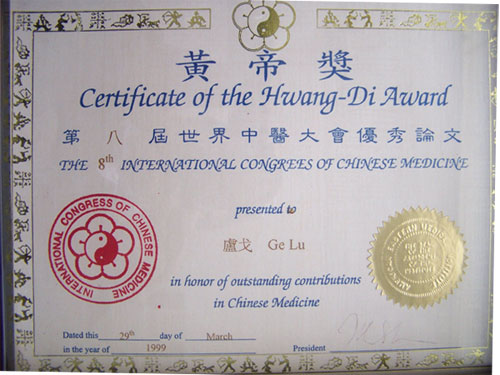 黃帝獎
Certificate of the Hwang-Di Award
第八屆世界中醫大會優秀論文
THE 8th INTERNATIONAL CONGREES OF CHINESE MEDICINE
presented to
盧戈 Ge Lu
INTERNATIONAL CONGRESS OF CHINESE MEDICINE
in honor of outstanding contributions
in Chinese Medicine
Dated this 29th day of March
in the year of 1999 President